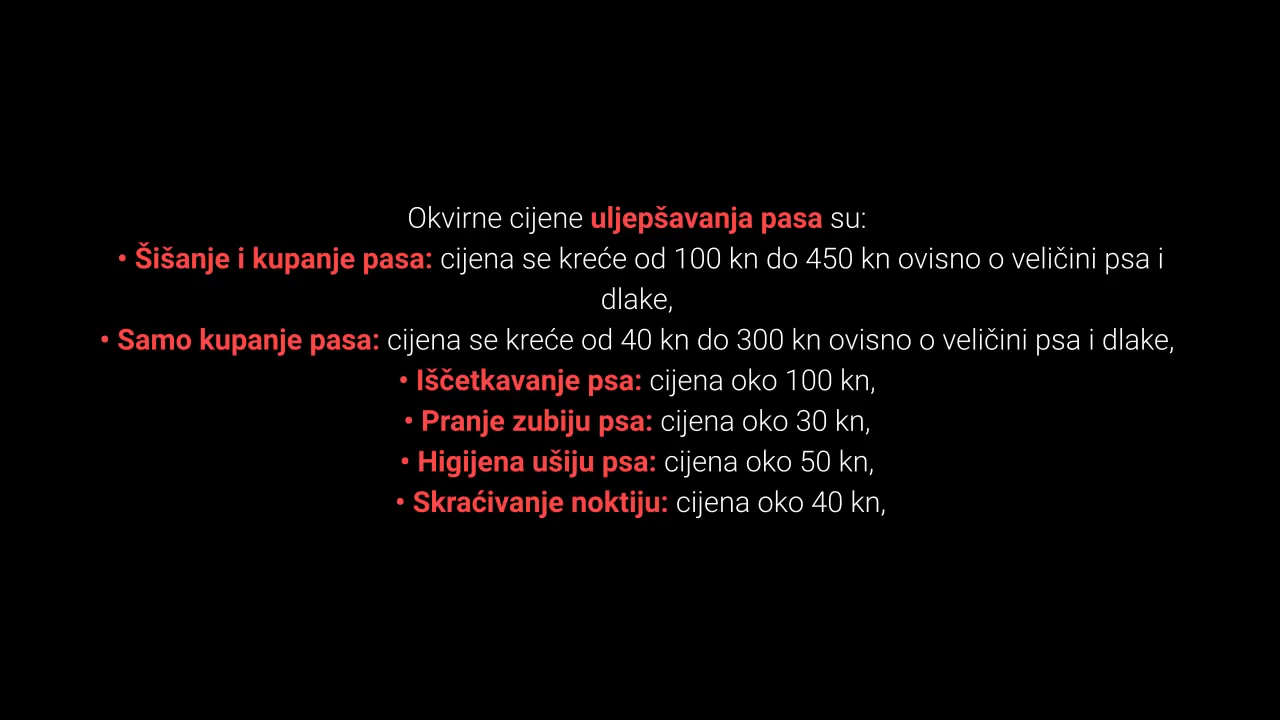 Okvirne cijene uljepšavanja pasa su:
• Šišanje i kupanje pasa: cijena se kreće od 100 kn do 450 kn ovisno o veličini psa i
dlake,
• Samo kupanje pasa: cijena se kreće od 40 kn do 300 kn ovisno o veličini psa i dlake,
• Iščetkavanje psa: cijena oko 100 kn,
• Pranje zubiju psa: cijena oko 30 kn,
• Higijena ušiju psa: cijena oko 50 kn,
• Skraćivanje noktiju: cijena oko 40 kn,